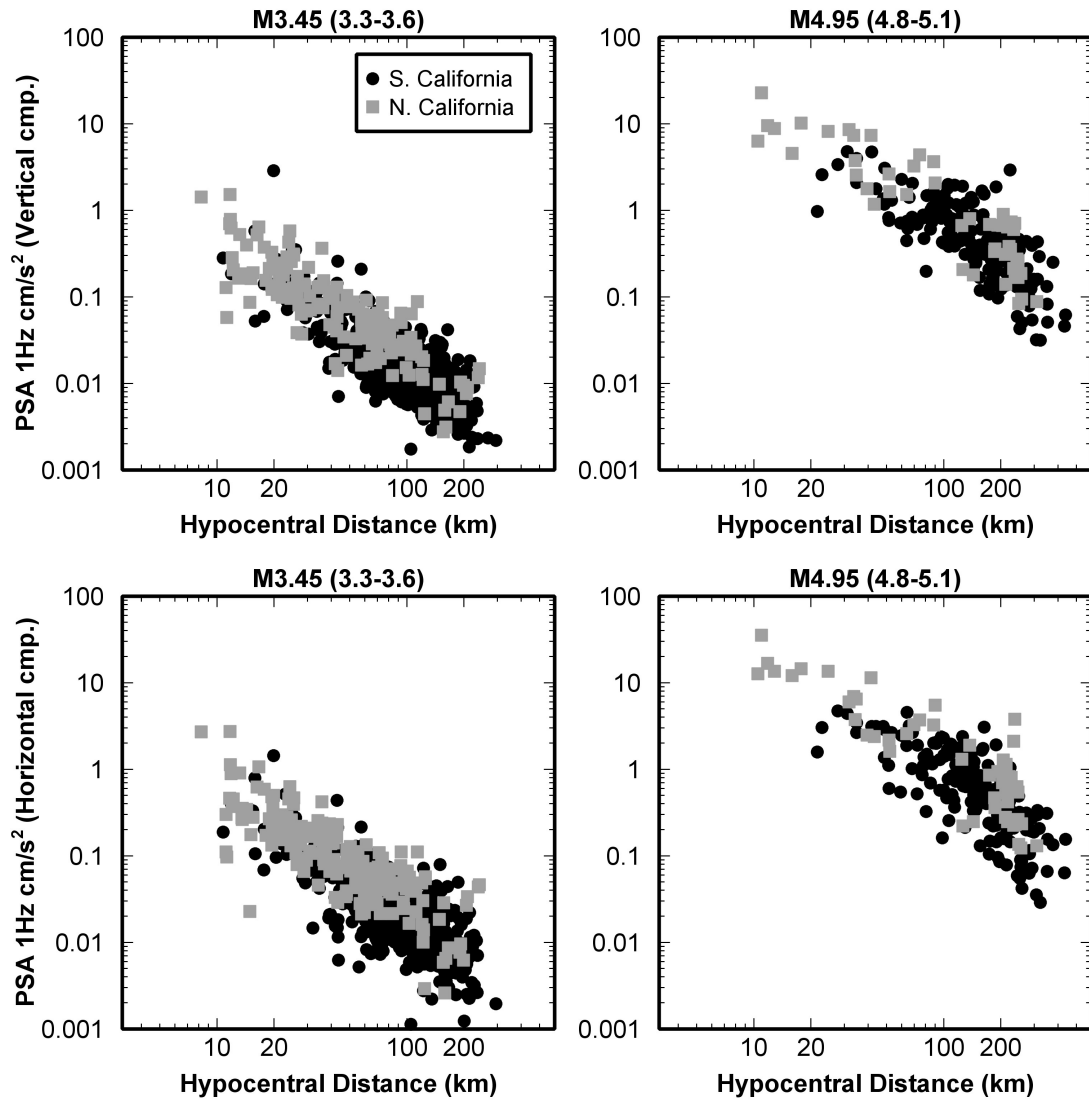 M3.45 (3.3-3.6)
M4.95 (4.8-5.1)
PSA 1Hz cm/s² (Vertical cmp.)
100
10
1
0.1
0.01
0.001
S. California
N. California
10 20 100 200
Hypocentral Distance (km)
100
10
1
0.1
0.01
0.001
10 20 100 200
Hypocentral Distance (km)
M3.45 (3.3-3.6)
M4.95 (4.8-5.1)
PSA 1Hz cm/s² (Horizontal cmp.)
100
10
1
0.1
0.01
0.001
10 20 100 200
Hypocentral Distance (km)
100
10
1
0.1
0.01
0.001
10 20 100 200
Hypocentral Distance (km)